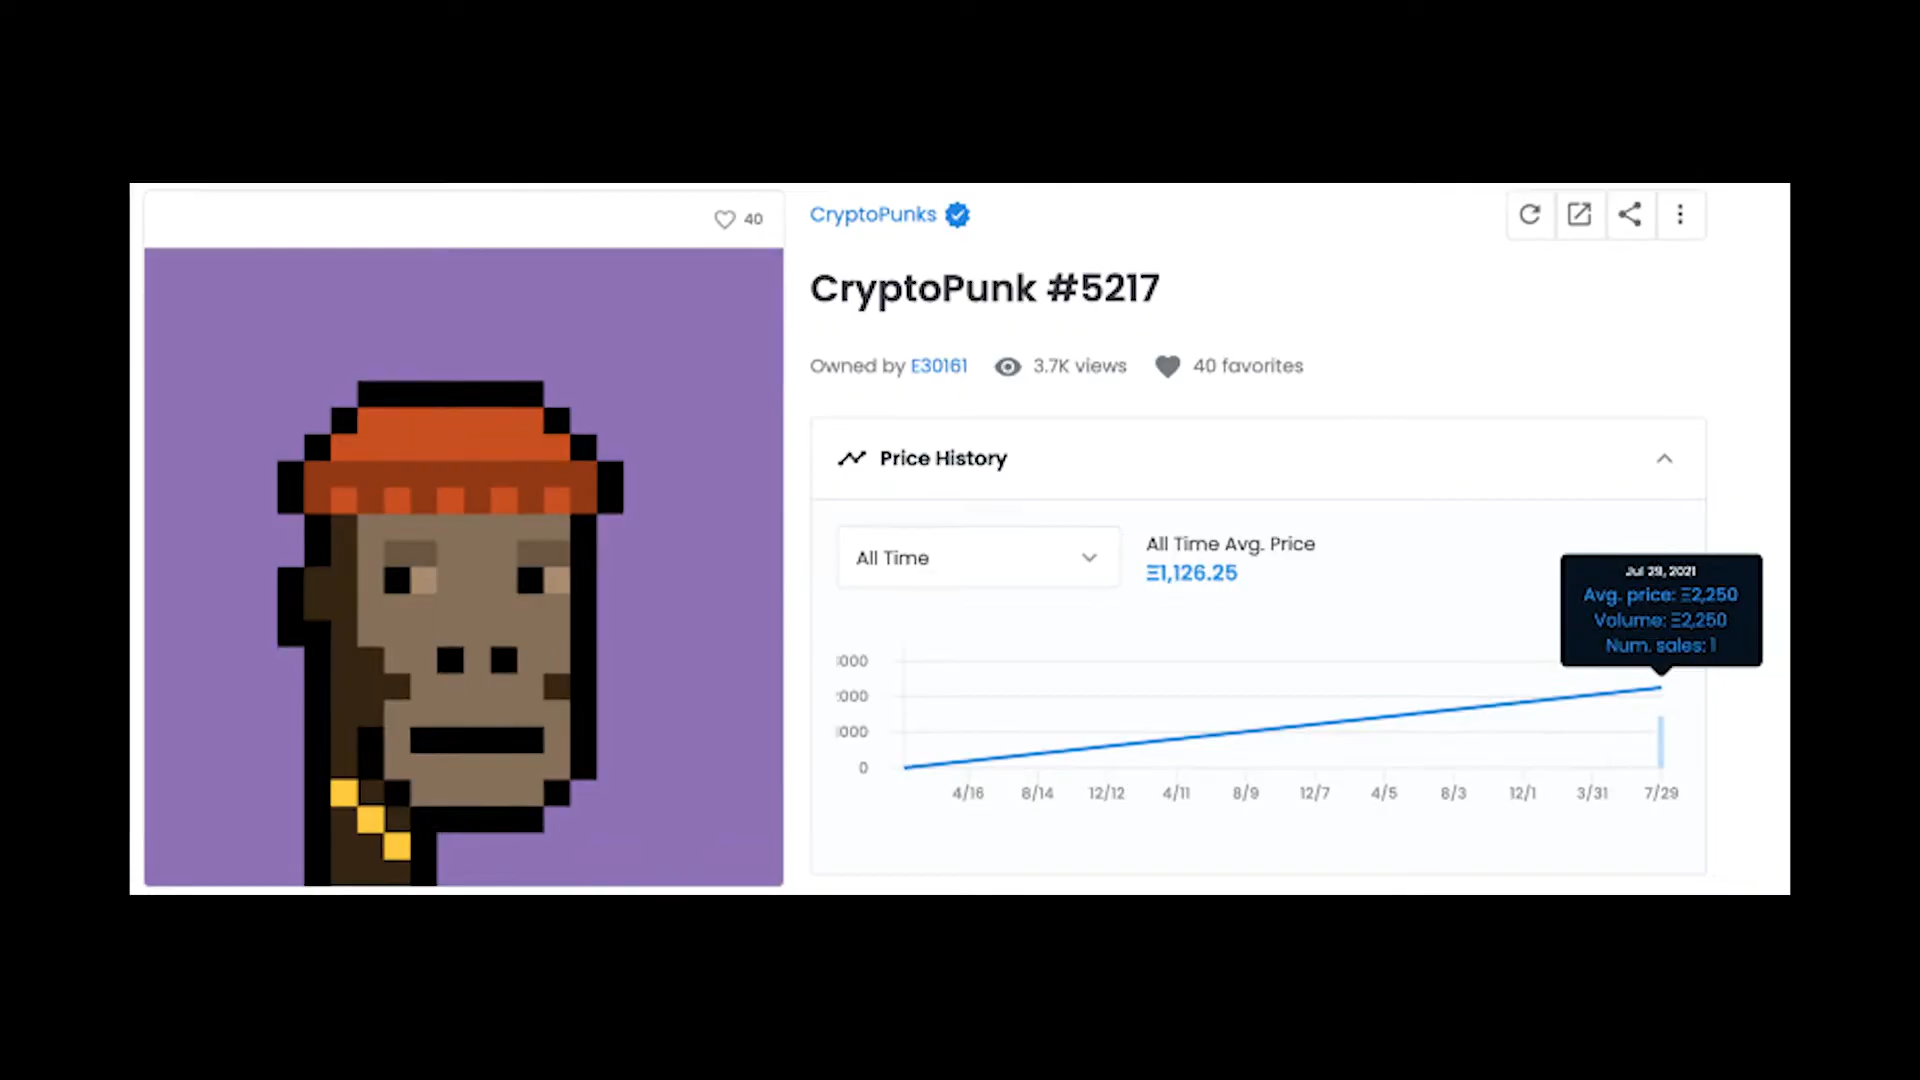 40
CryptoPunks
CryptoPunk #5217
Owned by E30161 3.7K views 40 favorites
Price History
All Time
All Time Avg. Price
Ξ1,126.25
Jul 29, 2021
Avg. price: Ξ2,250
Volume: Ξ2,250
Num. sales: 1
3000
2000
1000
0
4/16 8/14 12/12 4/11 8/9 12/7 4/5 8/3 12/1 3/31 7/29